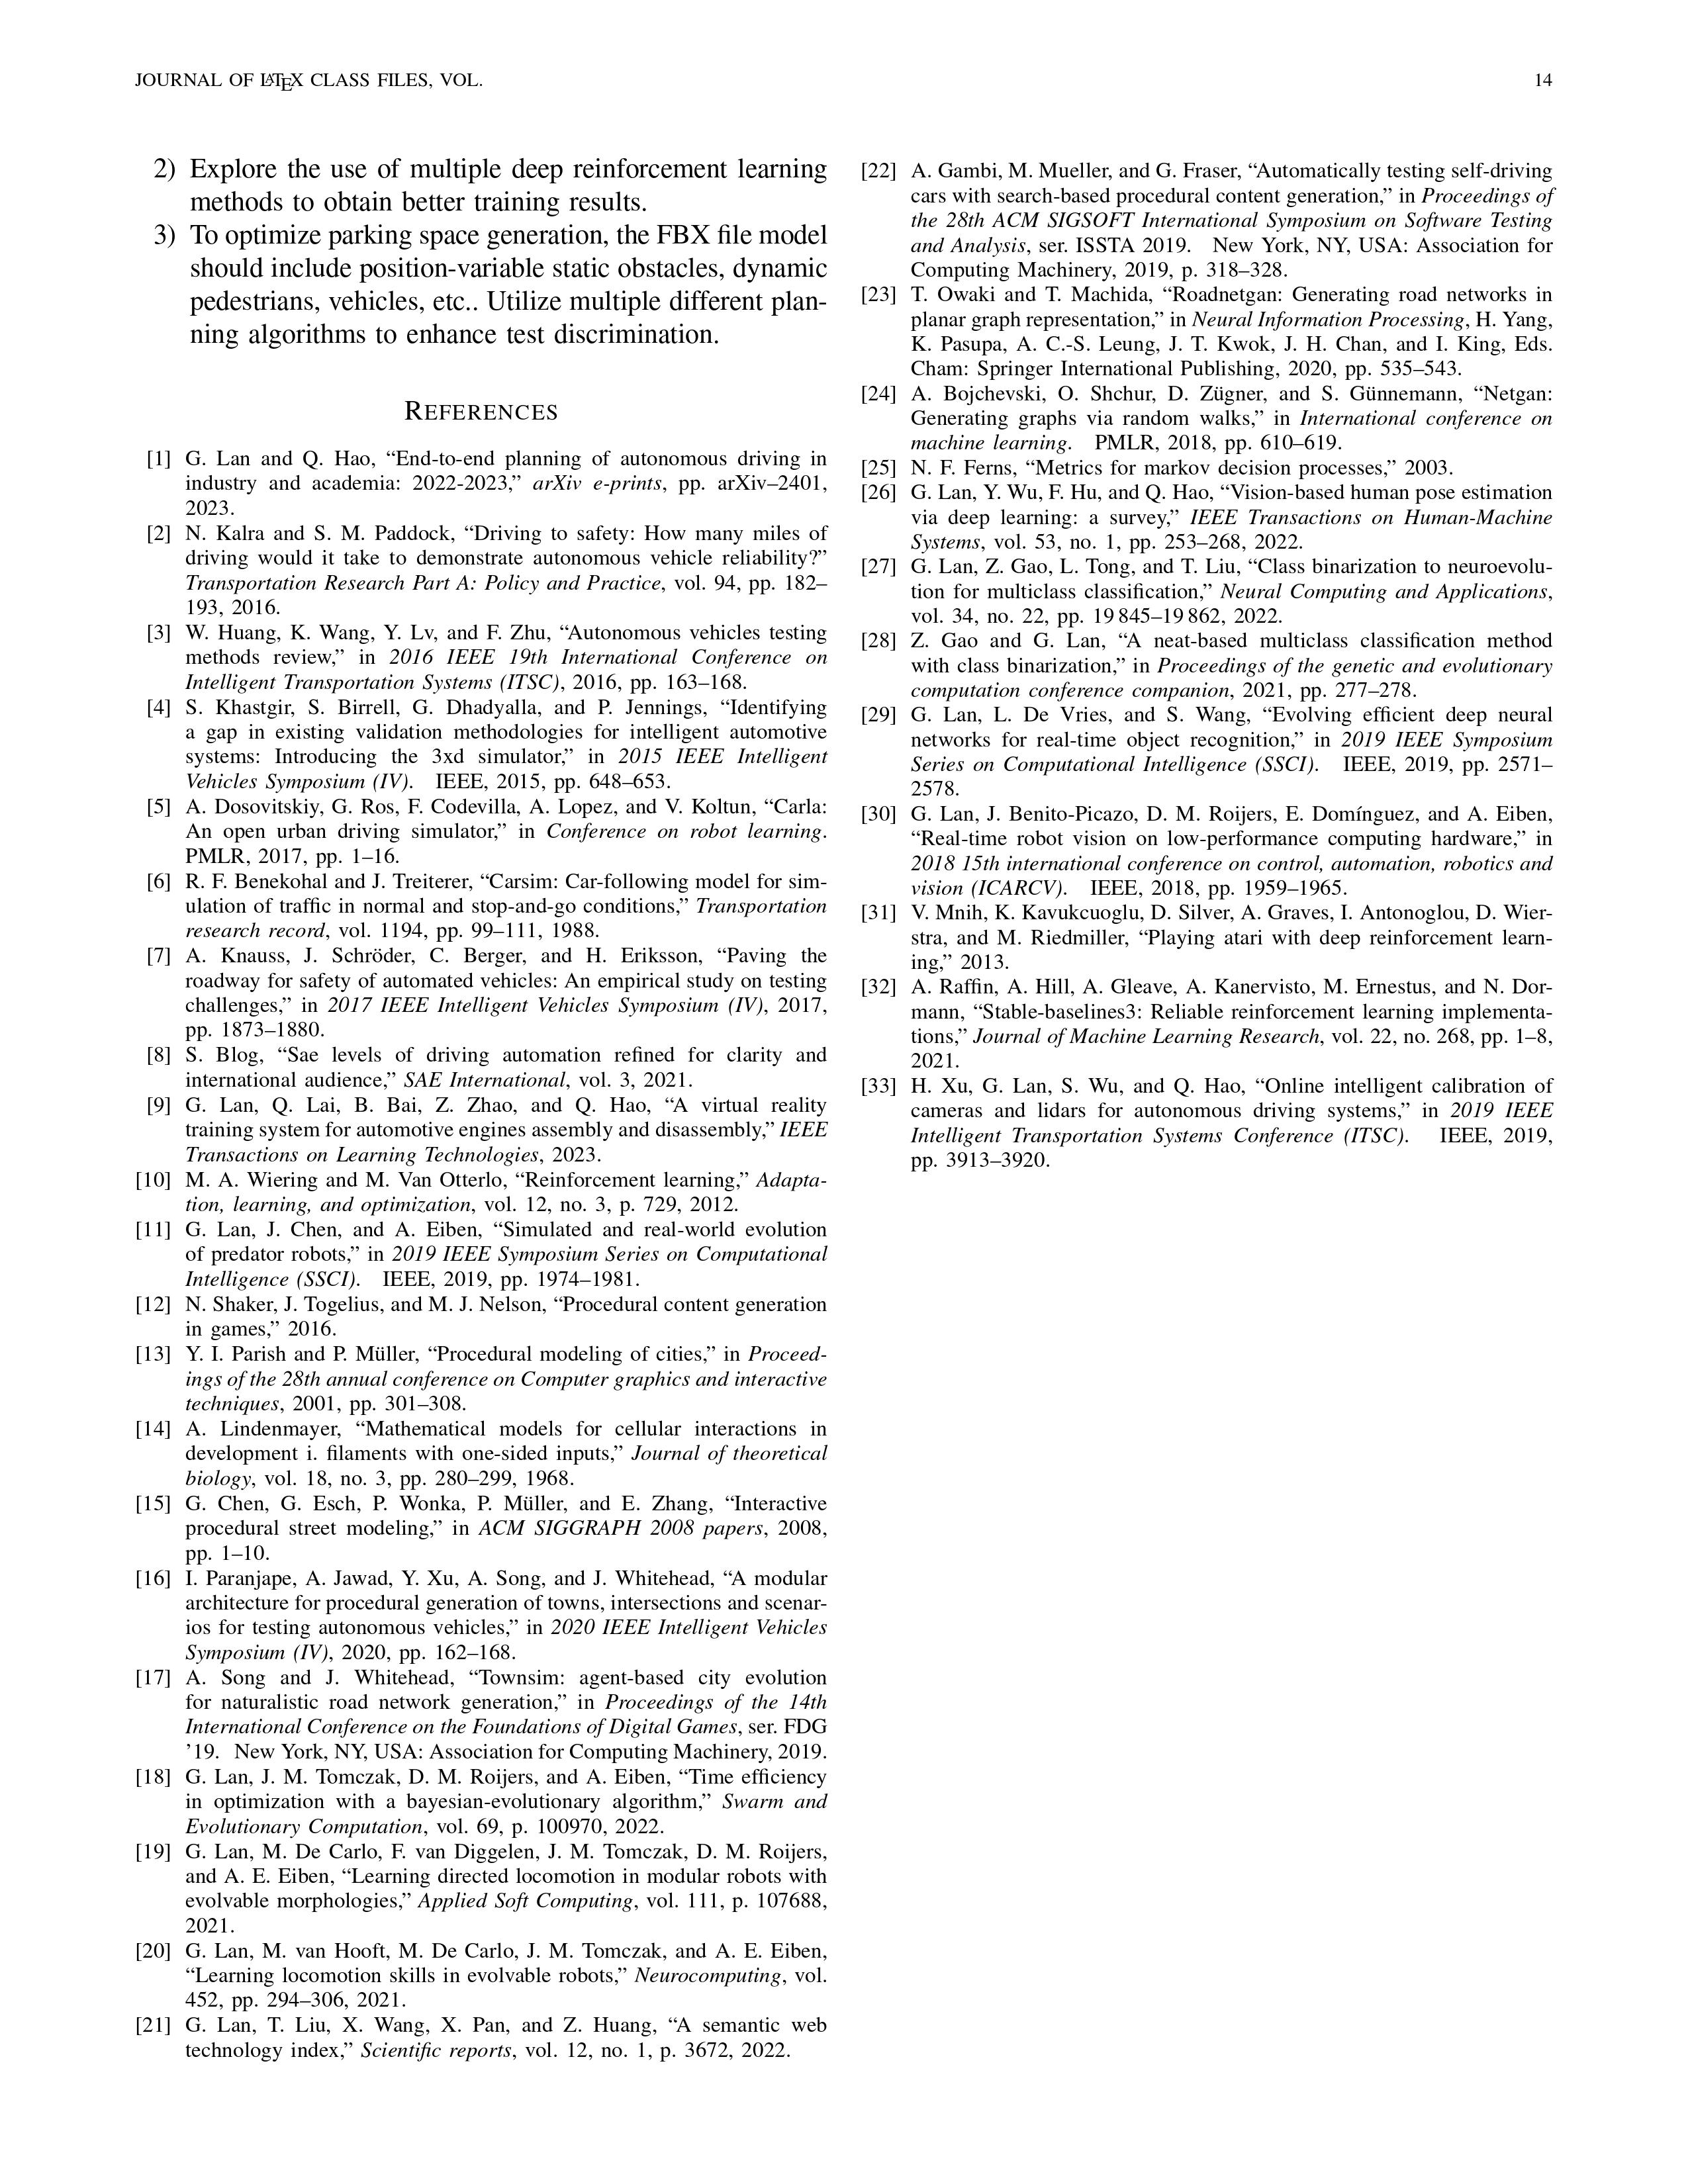 JOURNAL OF LATEX CLASS FILES, VOL.
14
2) Explore the use of multiple deep reinforcement learning
methods to obtain better training results.
3) To optimize parking space generation, the FBX file model
should include position-variable static obstacles, dynamic
pedestrians, vehicles, etc.. Utilize multiple different plan-
ning algorithms to enhance test discrimination.
REFERENCES
[1] G. Lan and Q. Hao, “End-to-end planning of autonomous driving in
industry and academia: 2022-2023,” arXiv e-prints, pp. arXiv–2401,
2023.
[2] N. Kalra and S. M. Paddock, “Driving to safety: How many miles of
driving would it take to demonstrate autonomous vehicle reliability?”
Transportation Research Part A: Policy and Practice, vol. 94, pp. 182–
193, 2016.
[3] W. Huang, K. Wang, Y. Lv, and F. Zhu, “Autonomous vehicles testing
methods review,” in 2016 IEEE 19th International Conference on
Intelligent Transportation Systems (ITSC), 2016, pp. 163–168.
[4] S. Khastgir, S. Birrell, G. Dhadyalla, and P. Jennings, “Identifying
a gap in existing validation methodologies for intelligent automotive
systems: Introducing the 3xd simulator,” in 2015 IEEE Intelligent
Vehicles Symposium (IV). IEEE, 2015, pp. 648–653.
[5] A. Dosovitskiy, G. Ros, F. Codevilla, A. Lopez, and V. Koltun, “Carla:
An open urban driving simulator,” in Conference on robot learning.
PMLR, 2017, pp. 1–16.
[6] R. F. Benekohal and J. Treiterer, “Carsim: Car-following model for sim-
ulation of traffic in normal and stop-and-go conditions,” Transportation
research record, vol. 1194, pp. 99–111, 1988.
[7] A. Knauss, J. Schröder, C. Berger, and H. Eriksson, “Paving the
roadway for safety of automated vehicles: An empirical study on testing
challenges,” in 2017 IEEE Intelligent Vehicles Symposium (IV), 2017,
pp. 1873–1880.
[8] S. Blog, “Sae levels of driving automation refined for clarity and
international audience,” SAE International, vol. 3, 2021.
[9] G. Lan, Q. Lai, B. Bai, Z. Zhao, and Q. Hao, “A virtual reality
training system for automotive engines assembly and disassembly,” IEEE
Transactions on Learning Technologies, 2023.
[10] M. A. Wiering and M. Van Otterlo, “Reinforcement learning,” Adapta-
tion, learning, and optimization, vol. 12, no. 3, p. 729, 2012.
[11] G. Lan, J. Chen, and A. Eiben, “Simulated and real-world evolution
of predator robots,” in 2019 IEEE Symposium Series on Computational
Intelligence (SSCI). IEEE, 2019, pp. 1974–1981.
[12] N. Shaker, J. Togelius, and M. J. Nelson, “Procedural content generation
in games,” 2016.
[13] Y. I. Parish and P. Müller, “Procedural modeling of cities,” in Proceed-
ings of the 28th annual conference on Computer graphics and interactive
techniques, 2001, pp. 301–308.
[14] A. Lindenmayer, “Mathematical models for cellular interactions in
development i. filaments with one-sided inputs,” Journal of theoretical
biology, vol. 18, no. 3, pp. 280–299, 1968.
[15] G. Chen, G. Esch, P. Wonka, P. Müller, and E. Zhang, “Interactive
procedural street modeling,” in ACM SIGGRAPH 2008 papers, 2008,
pp. 1–10.
[16] I. Paranjape, A. Jawad, Y. Xu, A. Song, and J. Whitehead, “A modular
architecture for procedural generation of towns, intersections and scenar-
ios for testing autonomous vehicles,” in 2020 IEEE Intelligent Vehicles
Symposium (IV), 2020, pp. 162–168.
[17] A. Song and J. Whitehead, “Townsim: agent-based city evolution
for naturalistic road network generation,” in Proceedings of the 14th
International Conference on the Foundations of Digital Games, ser. FDG
’19. New York, NY, USA: Association for Computing Machinery, 2019.
[18] G. Lan, J. M. Tomczak, D. M. Roijers, and A. Eiben, “Time efficiency
in optimization with a bayesian-evolutionary algorithm,” Swarm and
Evolutionary Computation, vol. 69, p. 100970, 2022.
[19] G. Lan, M. De Carlo, F. van Diggelen, J. M. Tomczak, D. M. Roijers,
and A. E. Eiben, “Learning directed locomotion in modular robots with
evolvable morphologies,” Applied Soft Computing, vol. 111, p. 107688,
2021.
[20] G. Lan, M. van Hooft, M. De Carlo, J. M. Tomczak, and A. E. Eiben,
“Learning locomotion skills in evolvable robots,” Neurocomputing, vol.
452, pp. 294–306, 2021.
[21] G. Lan, T. Liu, X. Wang, X. Pan, and Z. Huang, “A semantic web
technology index,” Scientific reports, vol. 12, no. 1, p. 3672, 2022.
[22] A. Gambi, M. Mueller, and G. Fraser, “Automatically testing self-driving
cars with search-based procedural content generation,” in Proceedings of
the 28th ACM SIGSOFT International Symposium on Software Testing
and Analysis, ser. ISSTA 2019. New York, NY, USA: Association for
Computing Machinery, 2019, p. 318–328.
[23] T. Owaki and T. Machida, “Roadnetgan: Generating road networks in
planar graph representation,” in Neural Information Processing, H. Yang,
K. Pasupa, A. C.-S. Leung, J. T. Kwok, J. H. Chan, and I. King, Eds.
Cham: Springer International Publishing, 2020, pp. 535–543.
[24] A. Bojchevski, O. Shchur, D. Zügner, and S. Günnemann, “Netgan:
Generating graphs via random walks,” in International conference on
machine learning. PMLR, 2018, pp. 610–619.
[25] N. F. Ferns, “Metrics for markov decision processes,” 2003.
[26] G. Lan, Y. Wu, F. Hu, and Q. Hao, “Vision-based human pose estimation
via deep learning: a survey,” IEEE Transactions on Human-Machine
Systems, vol. 53, no. 1, pp. 253–268, 2022.
[27] G. Lan, Z. Gao, L. Tong, and T. Liu, “Class binarization to neuroevolu-
tion for multiclass classification,” Neural Computing and Applications,
vol. 34, no. 22, pp. 19 845–19 862, 2022.
[28] Z. Gao and G. Lan, “A neat-based multiclass classification method
with class binarization,” in Proceedings of the genetic and evolutionary
computation conference companion, 2021, pp. 277–278.
[29] G. Lan, L. De Vries, and S. Wang, “Evolving efficient deep neural
networks for real-time object recognition,” in 2019 IEEE Symposium
Series on Computational Intelligence (SSCI). IEEE, 2019, pp. 2571–
2578.
[30] G. Lan, J. Benito-Picazo, D. M. Roijers, E. Domínguez, and A. Eiben,
“Real-time robot vision on low-performance computing hardware,” in
2018 15th international conference on control, automation, robotics and
vision (ICARCV). IEEE, 2018, pp. 1959–1965.
[31] V. Mnih, K. Kavukcuoglu, D. Silver, A. Graves, I. Antonoglou, D. Wier-
stra, and M. Riedmiller, “Playing atari with deep reinforcement learn-
ing,” 2013.
[32] A. Raffin, A. Hill, A. Gleave, A. Kanervisto, M. Ernestus, and N. Dor-
mann, “Stable-baselines3: Reliable reinforcement learning implementa-
tions,” Journal of Machine Learning Research, vol. 22, no. 268, pp. 1–8,
2021.
[33] H. Xu, G. Lan, S. Wu, and Q. Hao, “Online intelligent calibration of
cameras and lidars for autonomous driving systems,” in 2019 IEEE
Intelligent Transportation Systems Conference (ITSC). IEEE, 2019,
pp. 3913–3920.